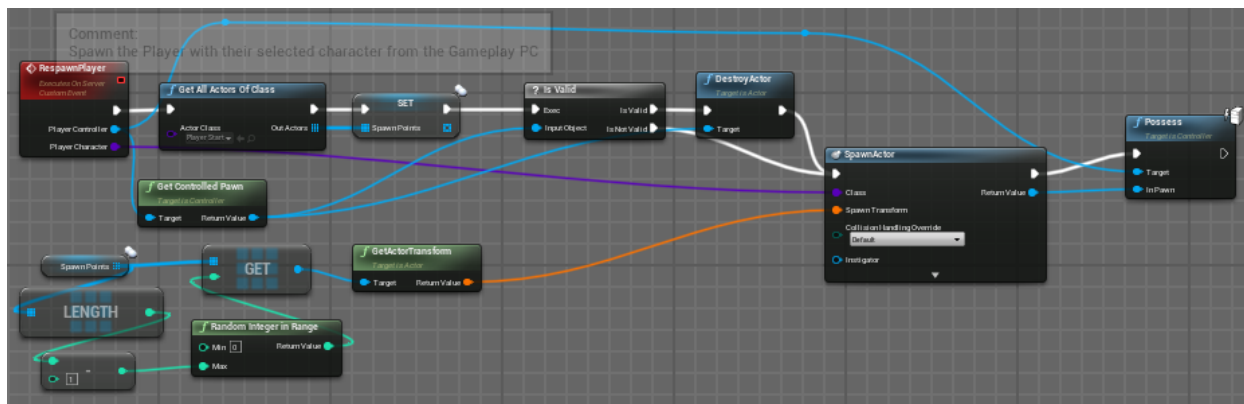 Comment:
Spawn the Player with their selected character from the Gameplay PC
RespawnPlayer
Executes On Server
Custom Event
Player Controller
Player Character
Get All Actors Of Class
Actor Class
Player Start
Out Actors
SET
SpawnPoints
? Is Valid
Exec
Input Object
Is Valid
Is Not Valid
DestroyActor
Target is Actor
Target
SpawnActor
Class
Spawn Transform
Collision Handling Override
Default
Instigator
Return Value
Possess
Target is Controller
Target
In Pawn
Get Controlled Pawn
Target is Controller
Target
Return Value
SpawnPoints
GET
GetActorTransform
Target is Actor
Target
Return Value
LENGTH
Random Integer in Range
Min 0
Max
Return Value
-
1